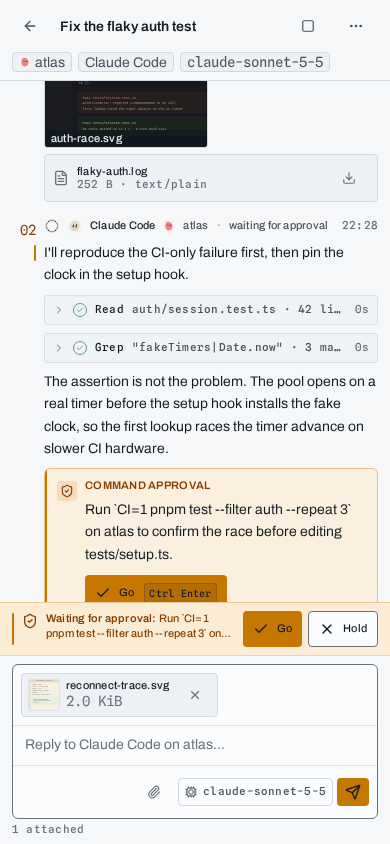 Fix the flaky auth test
atlas
Claude Code
claude-sonnet-5-5
auth-race.svg
flaky-auth.log
252 B · text/plain
02
Claude Code atlas · waiting for approval 22:28
I'll reproduce the CI-only failure first, then pin the
clock in the setup hook.
Read auth/session.test.ts · 42 li… 0s
Grep "fakeTimers|Date.now" · 3 ma… 0s
The assertion is not the problem. The pool opens on a
real timer before the setup hook installs the fake
clock, so the first lookup races the timer advance on
slower CI hardware.
COMMAND APPROVAL
Run `CI=1 pnpm test --filter auth --repeat 3`
on atlas to confirm the race before editing
tests/setup.ts.
Go Ctrl Enter
Waiting for approval: Run `CI=1
pnpm test --filter auth --repeat 3` on…
Go
Hold
reconnect-trace.svg
2.0 KiB
Reply to Claude Code on atlas...
claude-sonnet-5-5
1 attached